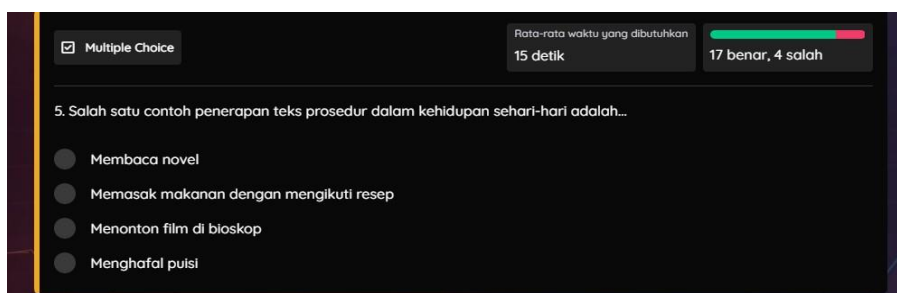 Multiple Choice
Rata-rata waktu yang dibutuhkan
15 detik
17 benar, 4 salah
5. Salah satu contoh penerapan teks prosedur dalam kehidupan sehari-hari adalah...
Membaca novel
Memasak makanan dengan mengikuti resep
Menonton film di bioskop
Menghafal puisi